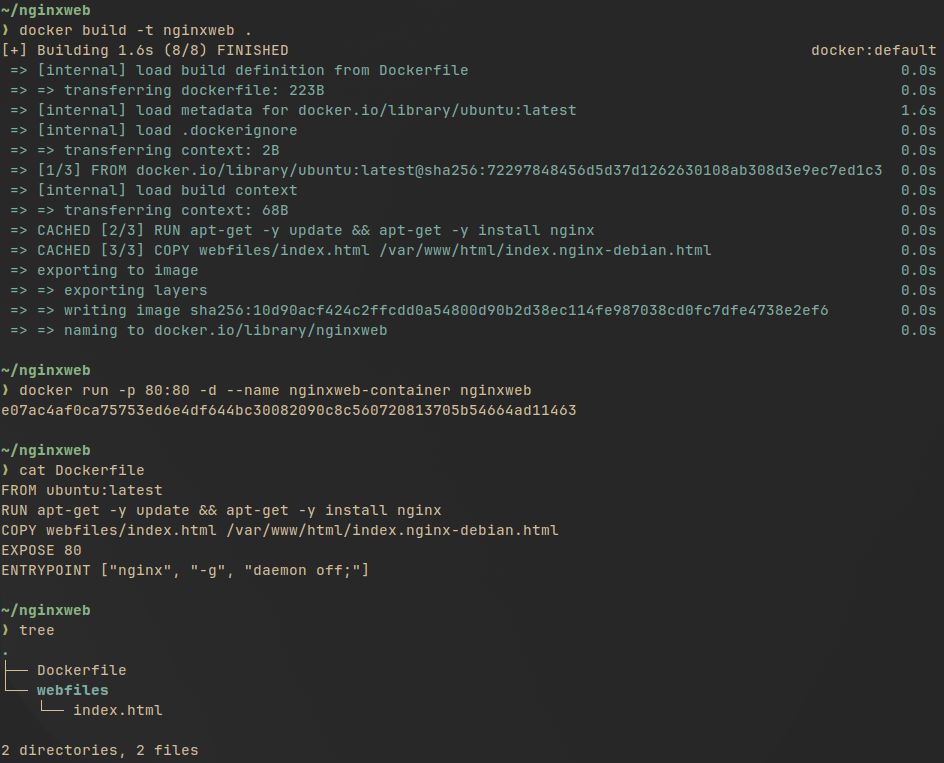 ~/nginxweb
❯ docker build -t nginxweb .
[+] Building 1.6s (8/8) FINISHED docker:default
=> [internal] load build definition from Dockerfile 0.0s
=> => transferring dockerfile: 223B 0.0s
=> [internal] load metadata for docker.io/library/ubuntu:latest 1.6s
=> [internal] load .dockerignore 0.0s
=> => transferring context: 2B 0.0s
=> [1/3] FROM docker.io/library/ubuntu:latest@sha256:72297848456d5d37d1262630108ab308d3e9ec7ed1c3 0.0s
=> [internal] load build context 0.0s
=> => transferring context: 68B 0.0s
=> CACHED [2/3] RUN apt-get -y update && apt-get -y install nginx 0.0s
=> CACHED [3/3] COPY webfiles/index.html /var/www/html/index.nginx-debian.html 0.0s
=> exporting to image 0.0s
=> => exporting layers 0.0s
=> => writing image sha256:10d90acf424c2ffcdd0a54800d90b2d38ec114fe987038cd0fc7dfe4738e2ef6 0.0s
=> => naming to docker.io/library/nginxweb 0.0s
~/nginxweb
❯ docker run -p 80:80 -d --name nginxweb-container nginxweb
e07ac4af0ca75753ed6e4df644bc30082090c8c560720813705b54664ad11463
~/nginxweb
❯ cat Dockerfile
FROM ubuntu:latest
RUN apt-get -y update && apt-get -y install nginx
COPY webfiles/index.html /var/www/html/index.nginx-debian.html
EXPOSE 80
ENTRYPOINT ["nginx", "-g", "daemon off;"]
~/nginxweb
❯ tree
.
├── Dockerfile
└── webfiles
    └── index.html
2 directories, 2 files